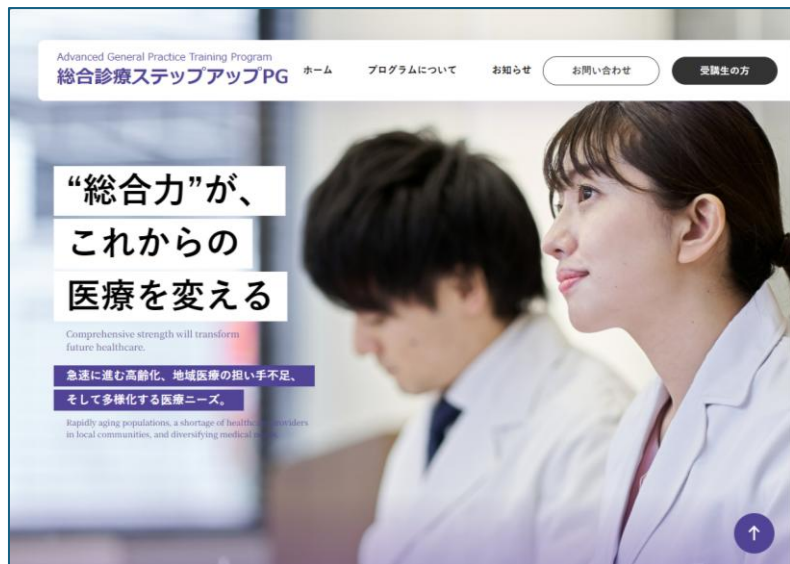 Advanced General Practice Training Program
総合診療ステップアップPG
ホーム プログラムについて お知らせ お問い合わせ 受講生の方
“総合力”が、
これからの
医療を変える
Comprehensive strength will transform
future healthcare.
急速に進む高齢化、地域医療の担い手不足、
そして多様化する医療ニーズ。
Rapidly aging populations, a shortage of healthcare providers
in local communities, and diversifying medical